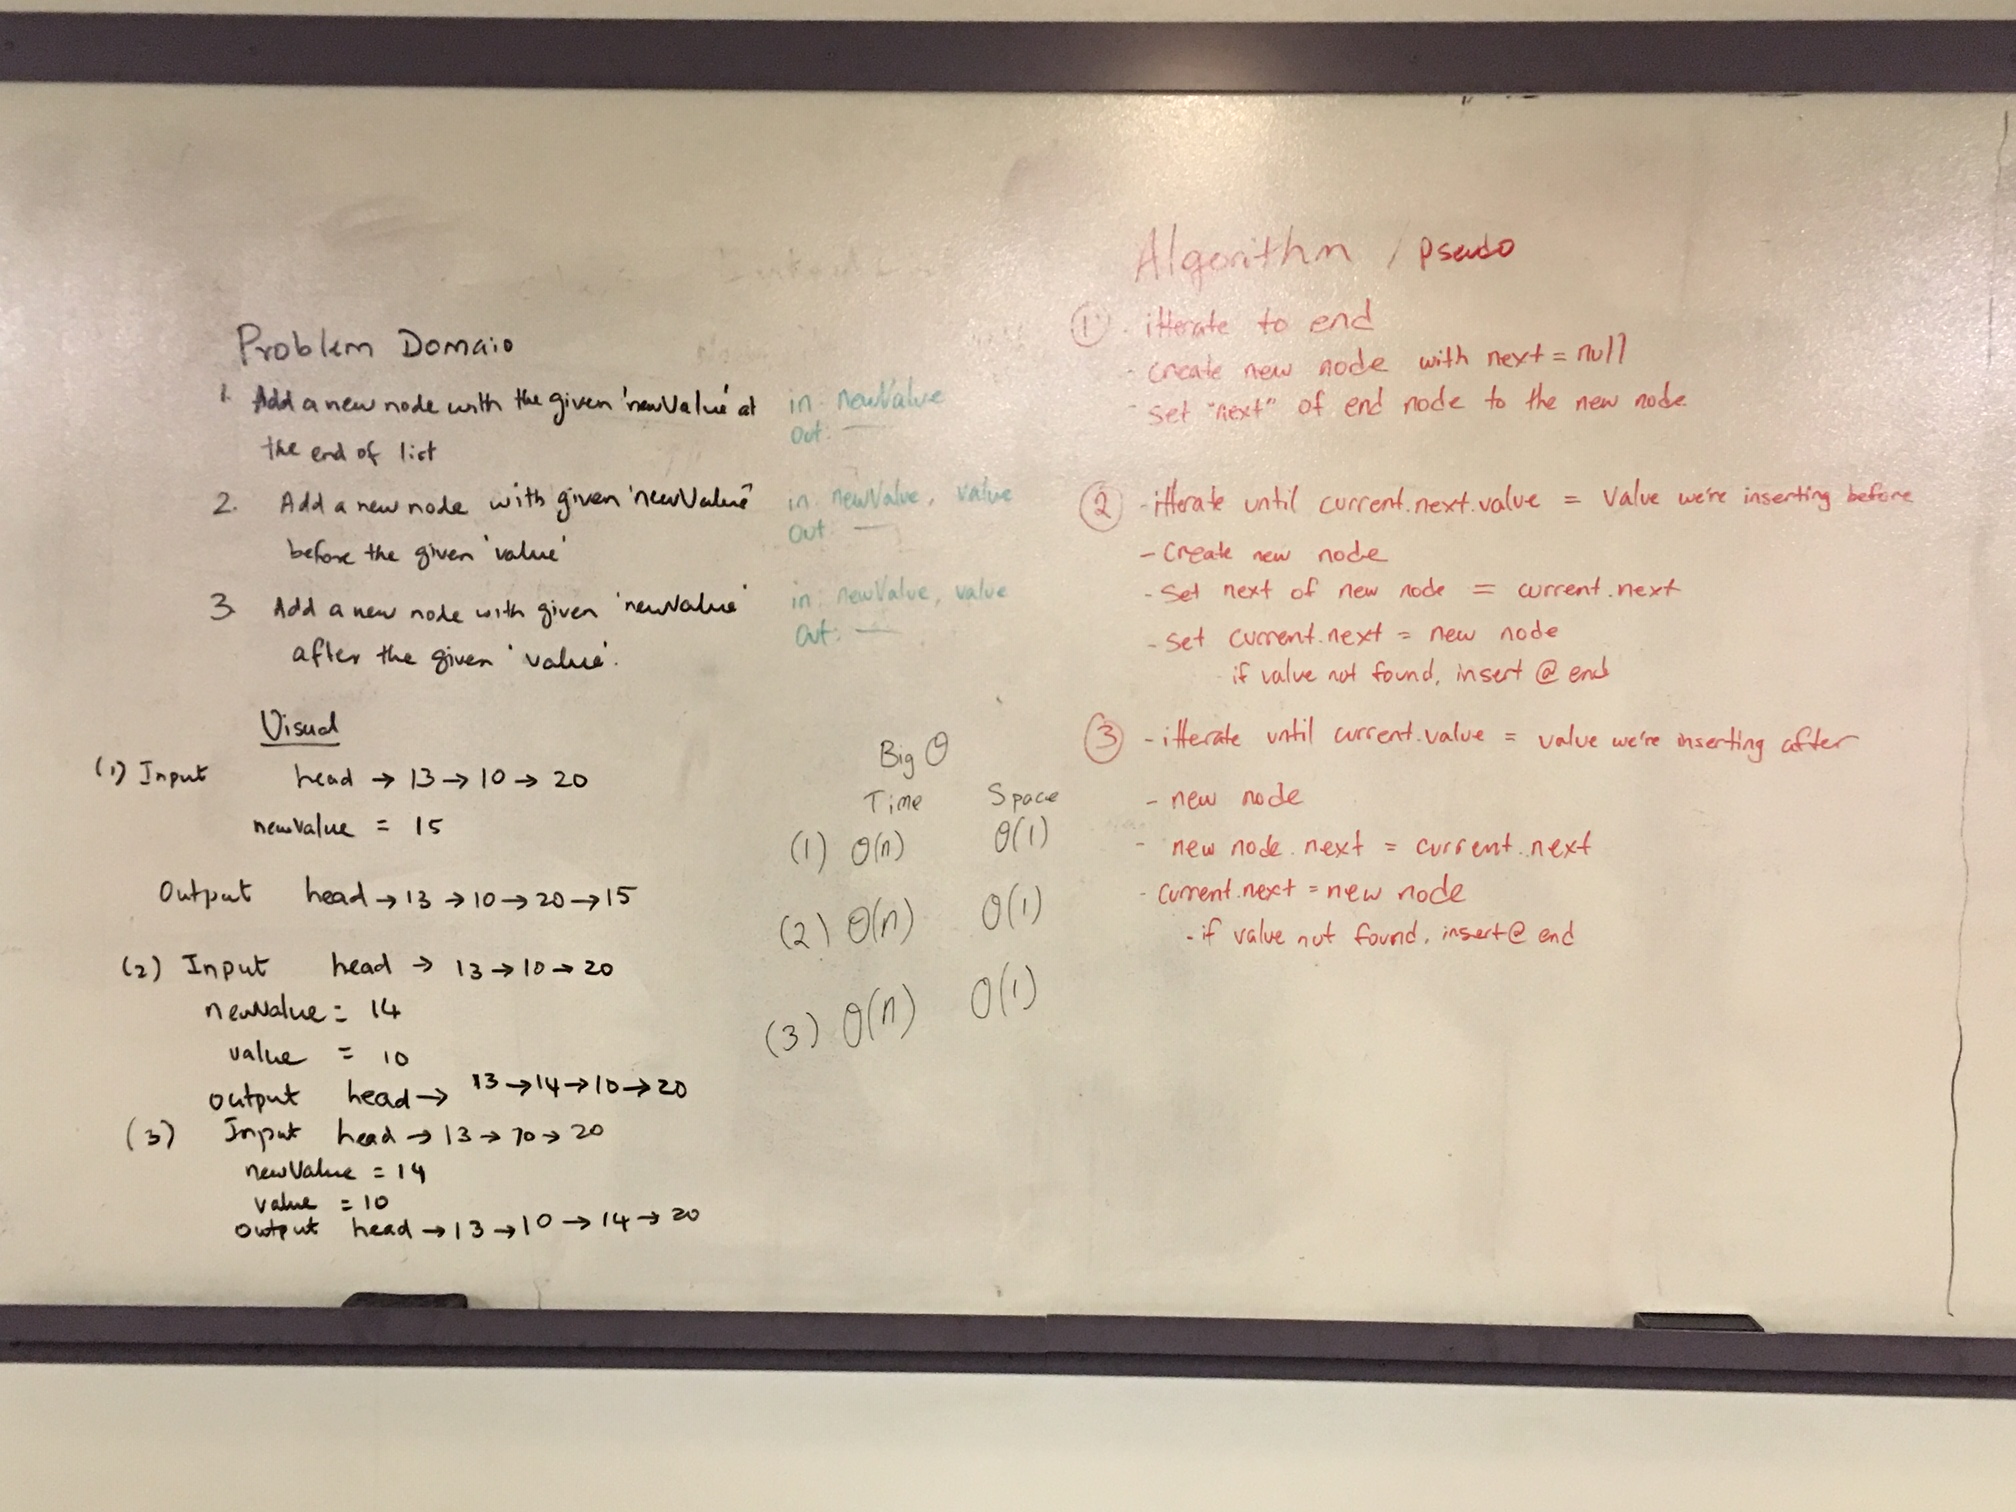 Problem Domain
1. Add a new node with the given 'newValue' at
the end of list
in: newValue
Out: —
2. Add a new node with given 'newValue'
before the given 'value'
in: newValue, value
Out: —
3. Add a new node with given 'newValue'
after the given 'value'.
in: newValue, value
Out: —
Visual
(1) Input head → 13 → 10 → 20
newValue = 15
Output head → 13 → 10 → 20 → 15
(2) Input head → 13 → 10 → 20
newValue = 14
value = 10
output head → 13 → 14 → 10 → 20
(3) Input head → 13 → 10 → 20
newValue = 14
value = 10
output head → 13 → 10 → 14 → 20
Big O
Time Space
(1) O(n) O(1)
(2) O(n) O(1)
(3) O(n) O(1)
Algorithm / pseudo
① - itterate to end
- create new node with next = null
- set "next" of end node to the new node
② - itterate until current.next.value = value we're inserting before
- Create new node
- Set next of new node = current.next
- set current.next = new node
if value not found, insert @ end
③ - itterate until current.value = value we're inserting after
- new node
- new node.next = current.next
- current.next = new node
- if value not found, insert @ end